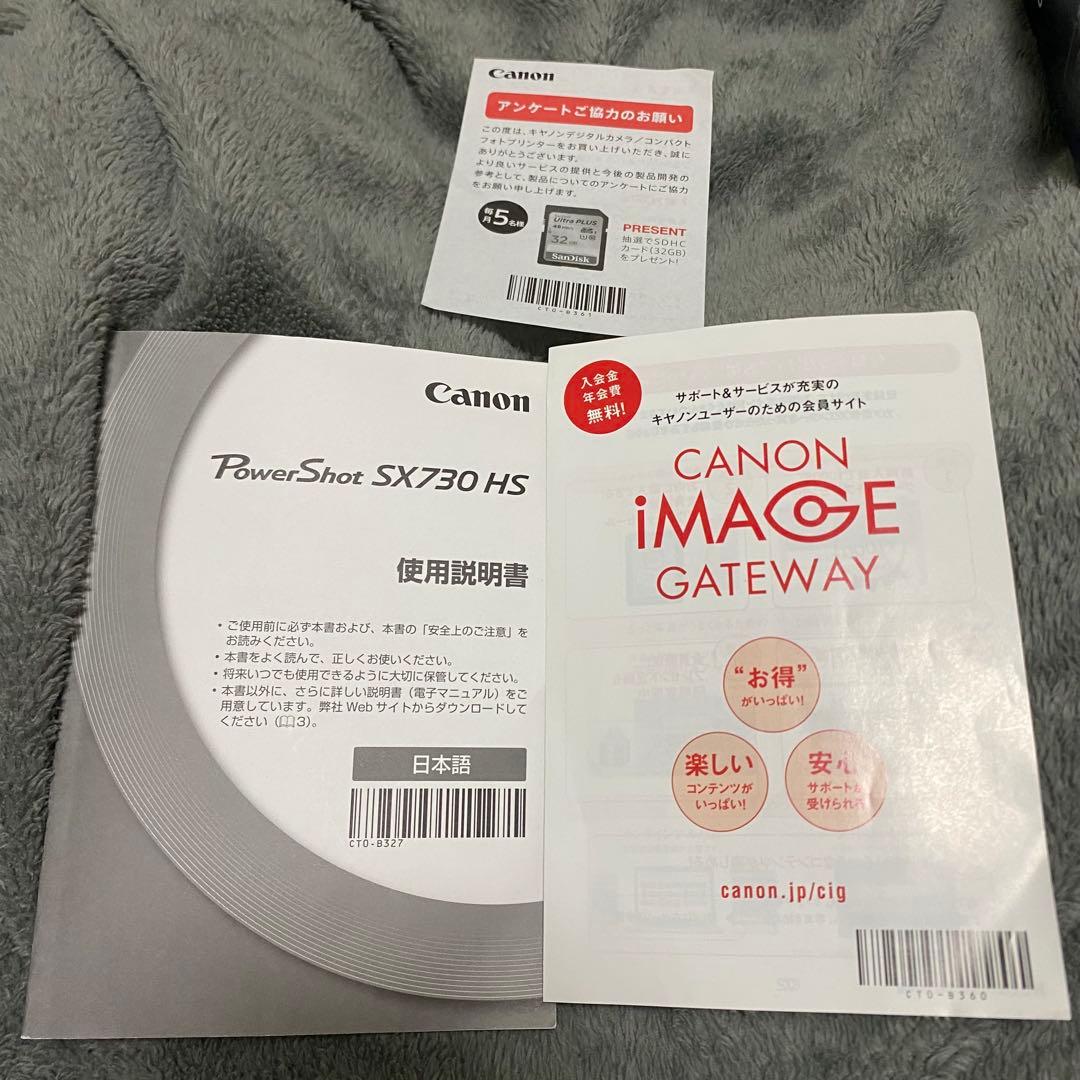 Canon
アンケートご協力のお願い
この度は、キヤノンデジタルカメラ／コンパクト
フォトプリンターをお買い上げいただき、誠に
ありがとうございます。
より良いサービスの提供と今後の製品開発の
参考として、製品についてのアンケートにご協力
をお願い申し上げます。
毎月5名様
Ultra PLUS
32
SanDisk
PRESENT
抽選でSDHC
カード(32GB)
をプレゼント!
CT0-B361
Canon
PowerShot SX730 HS
使用説明書
・ご使用前に必ず本書および、本書の「安全上のご注意」を
お読みください。
・本書をよく読んで、正しくお使いください。
・将来いつでも使用できるように大切に保管してください。
・本書以外に、さらに詳しい説明書（電子マニュアル）をご
用意しています。弊社 Web サイトからダウンロードして
ください（3）。
日本語
CT0-B327
入会金
年会費
無料!
サポート&サービスが充実の
キヤノンユーザーのための会員サイト
CANON
iMAGE
GATEWAY
“お得”
がいっぱい!
楽しい
コンテンツが
いっぱい!
安心
サポートが
受けられる
canon.jp/cig
CT0-B360